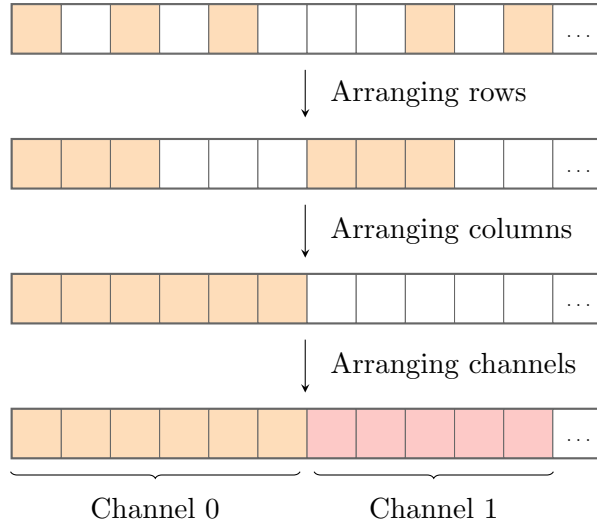 ...
Arranging rows
...
Arranging columns
...
Arranging channels
...
Channel 0 Channel 1